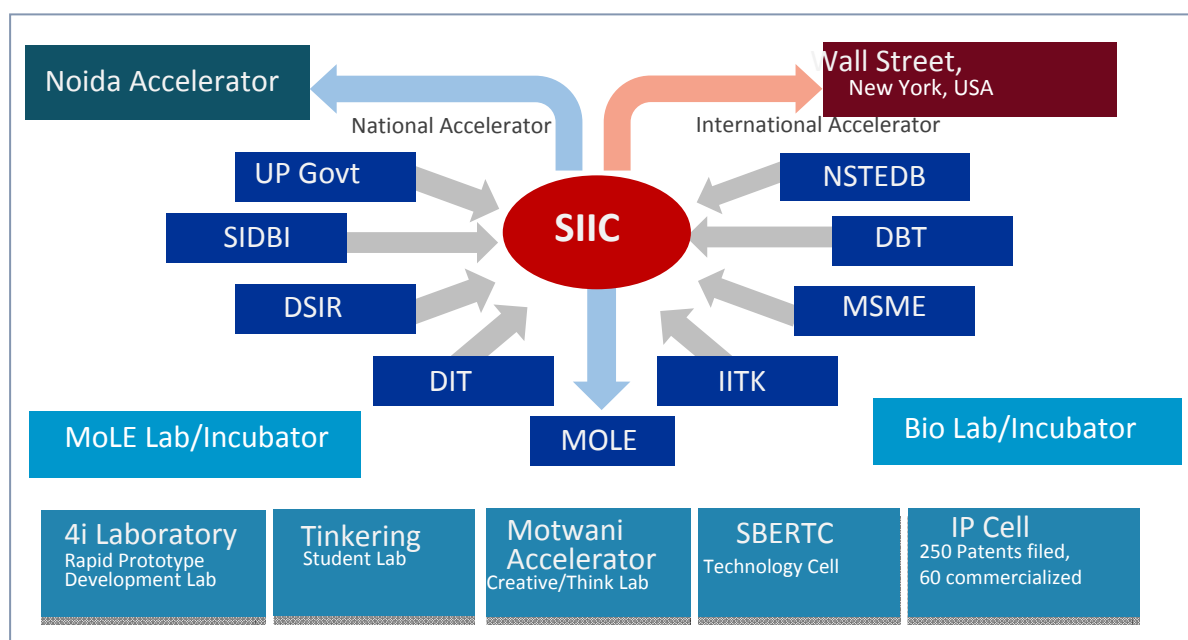 Noida Accelerator
Wall Street,
New York, USA
National Accelerator
International Accelerator
UP Govt
NSTEDB
SIIC
SIDBI
DBT
DSIR
MSME
DIT
IITK
MoLE Lab/Incubator
MOLE
Bio Lab/Incubator
4i Laboratory
Rapid Prototype
Development Lab
Tinkering
Student Lab
Motwani
Accelerator
Creative/Think Lab
SBERTC
Technology Cell
IP Cell
250 Patents filed,
60 commercialized